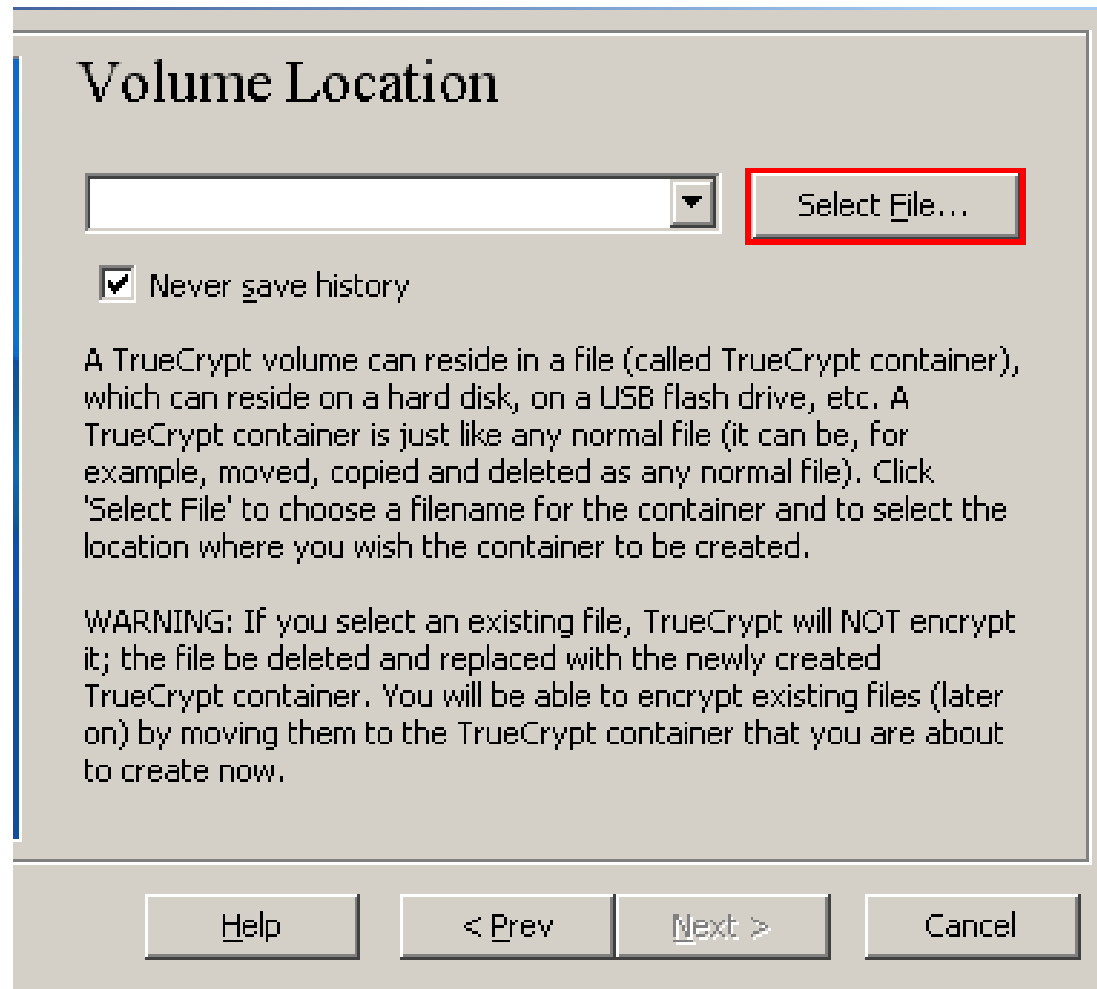 Volume Location
Select File...
Never save history
A TrueCrypt volume can reside in a file (called TrueCrypt container),
which can reside on a hard disk, on a USB flash drive, etc. A
TrueCrypt container is just like any normal file (it can be, for
example, moved, copied and deleted as any normal file). Click
'Select File' to choose a filename for the container and to select the
location where you wish the container to be created.
WARNING: If you select an existing file, TrueCrypt will NOT encrypt
it; the file be deleted and replaced with the newly created
TrueCrypt container. You will be able to encrypt existing files (later
on) by moving them to the TrueCrypt container that you are about
to create now.
Help
< Prev
Next >
Cancel